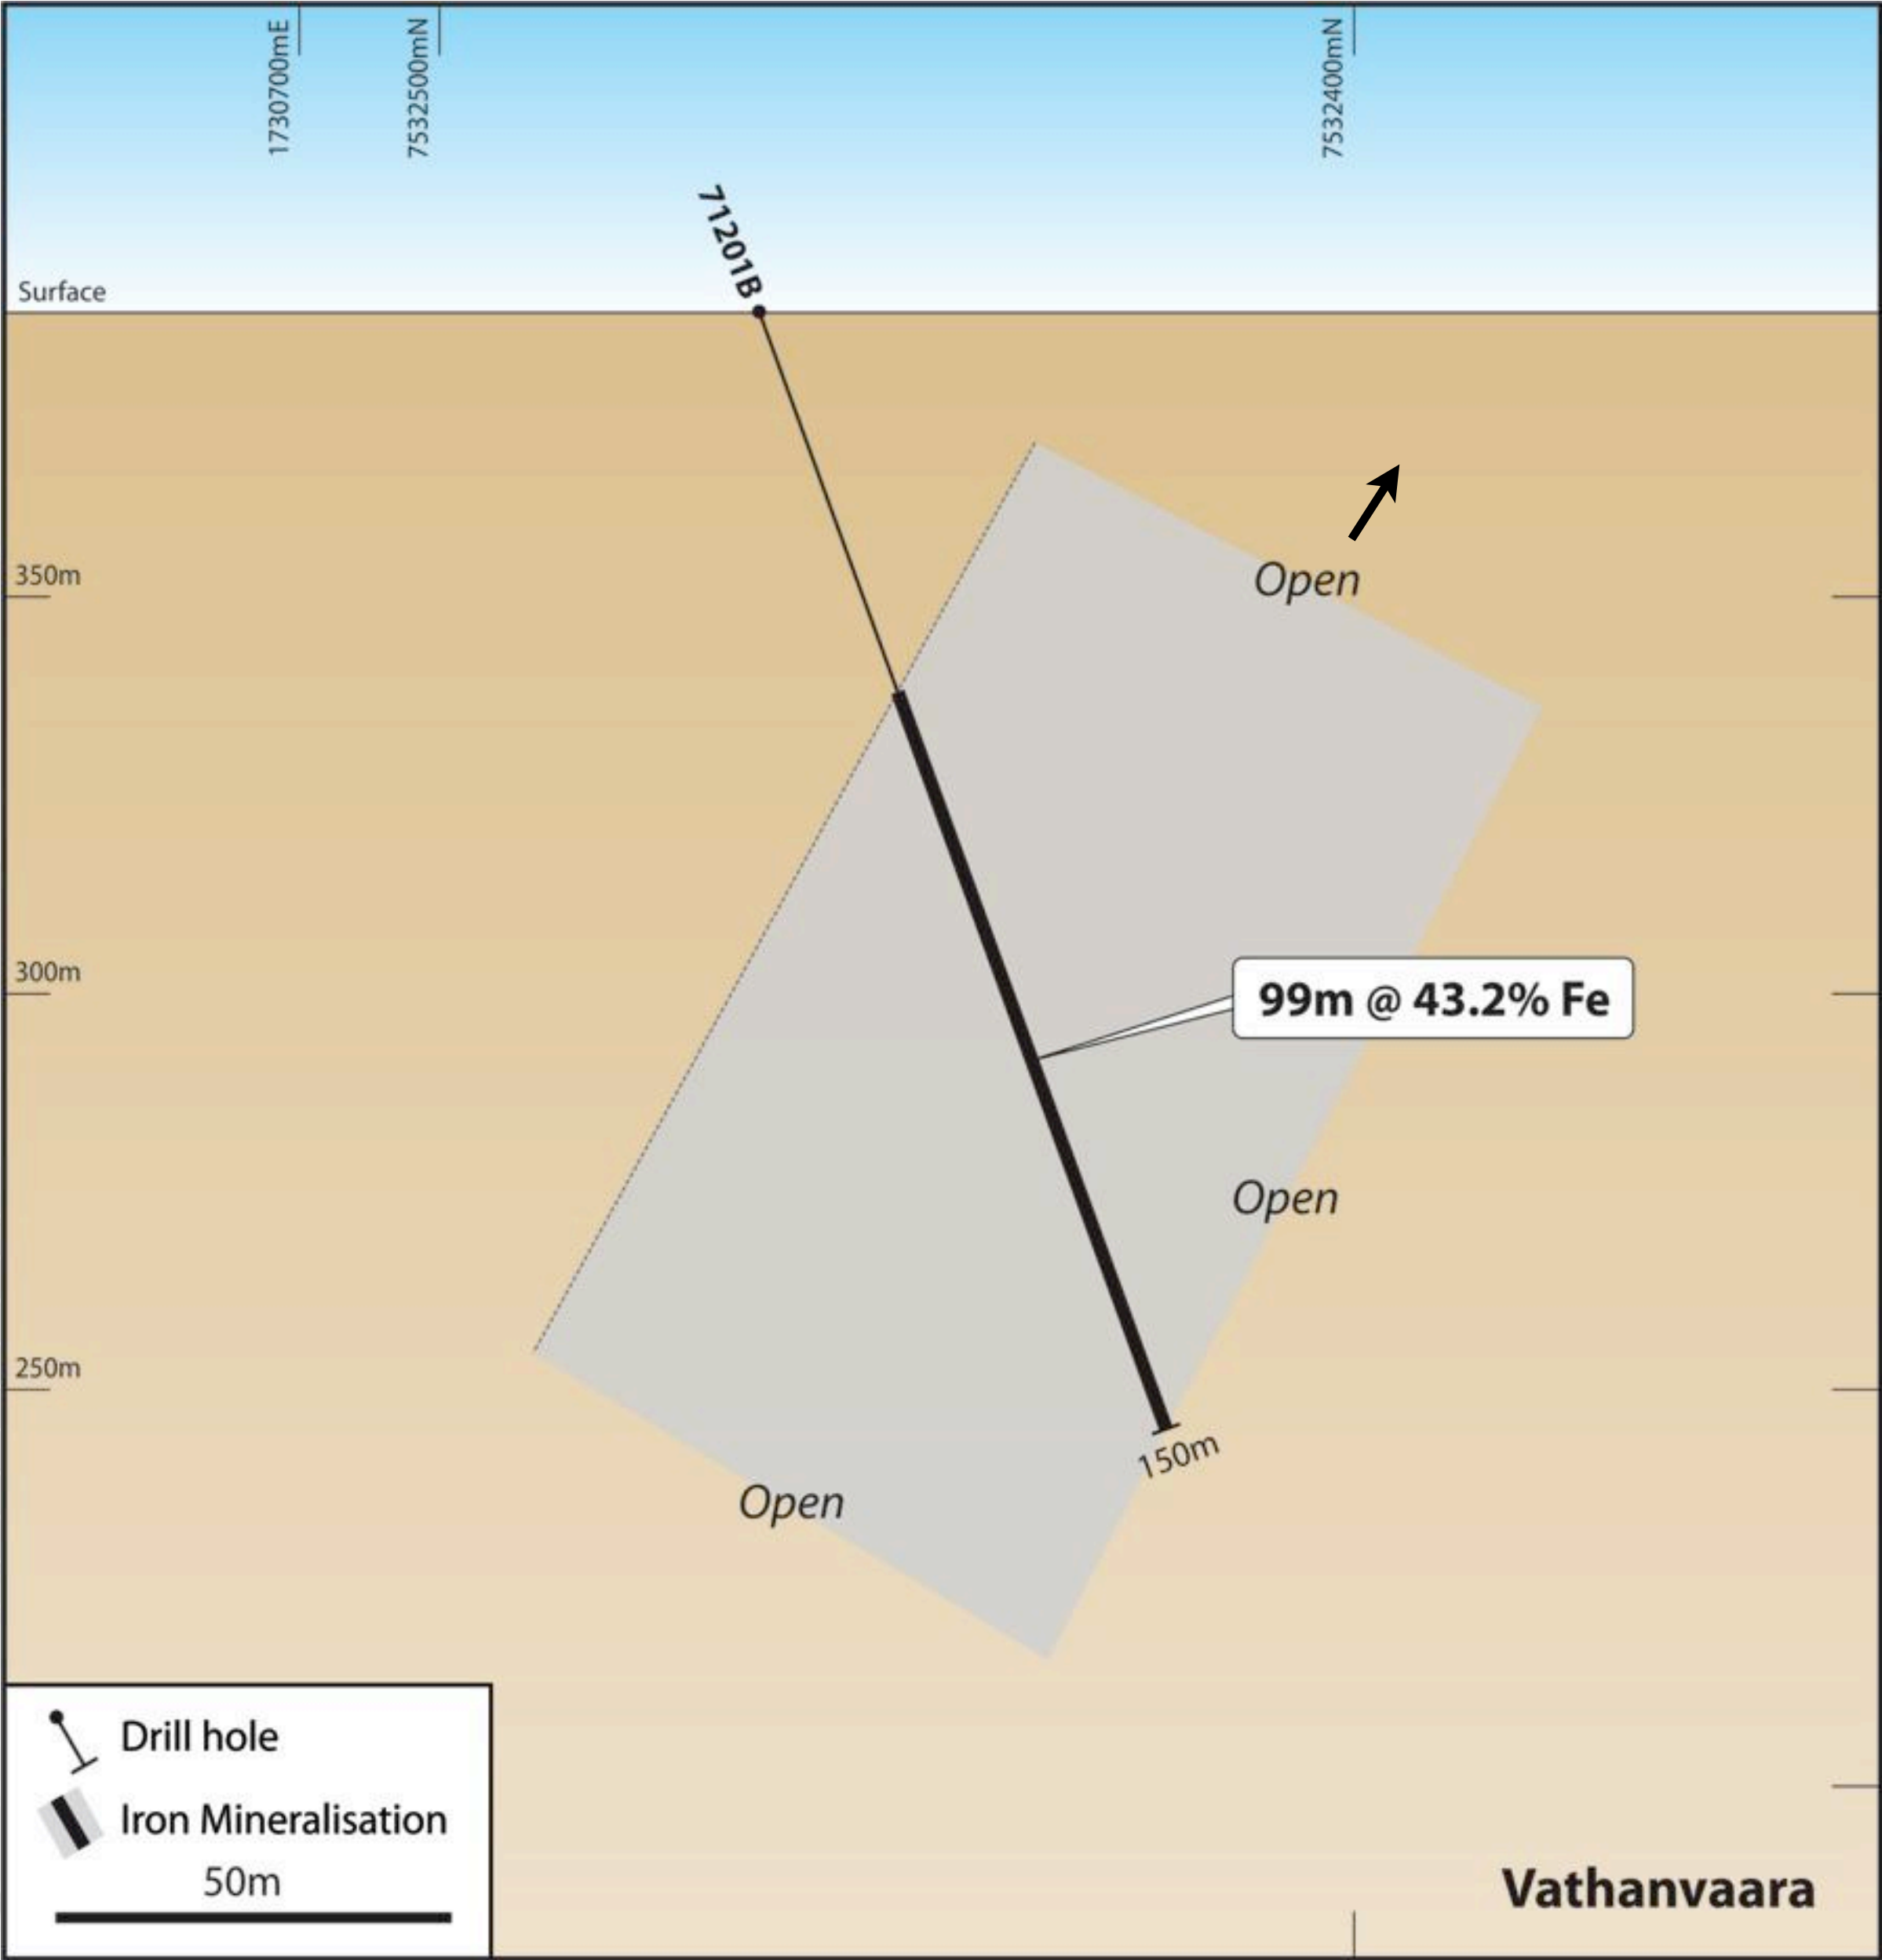 1730700mE
7532500mN
7532400mN
71201B
Surface
350m
Open
300m
99m @ 43.2% Fe
Open
250m
150m
Open
Drill hole
Iron Mineralisation
50m
Vathanvaara